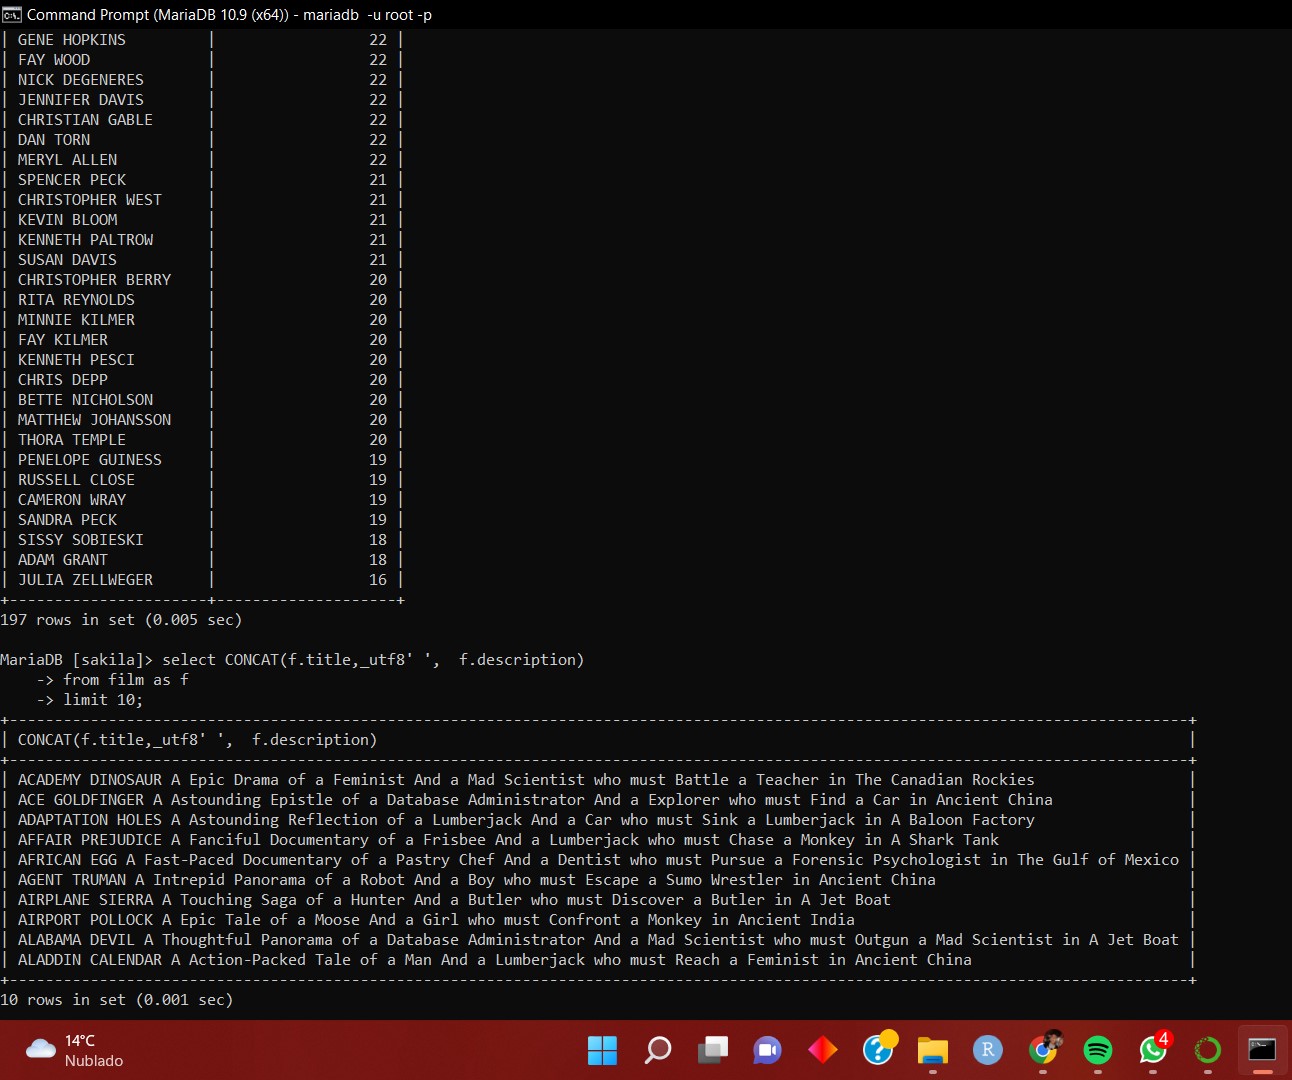 Command Prompt (MariaDB 10.9 (x64)) - mariadb  -u root -p
| GENE HOPKINS         |                 22 |
| FAY WOOD             |                 22 |
| NICK DEGENERES       |                 22 |
| JENNIFER DAVIS       |                 22 |
| CHRISTIAN GABLE      |                 22 |
| DAN TORN             |                 22 |
| MERYL ALLEN          |                 22 |
| SPENCER PECK         |                 21 |
| CHRISTOPHER WEST     |                 21 |
| KEVIN BLOOM          |                 21 |
| KENNETH PALTROW      |                 21 |
| SUSAN DAVIS          |                 21 |
| CHRISTOPHER BERRY    |                 20 |
| RITA REYNOLDS        |                 20 |
| MINNIE KILMER        |                 20 |
| FAY KILMER           |                 20 |
| KENNETH PESCI        |                 20 |
| CHRIS DEPP           |                 20 |
| BETTE NICHOLSON      |                 20 |
| MATTHEW JOHANSSON    |                 20 |
| THORA TEMPLE         |                 20 |
| PENELOPE GUINESS     |                 19 |
| RUSSELL CLOSE        |                 19 |
| CAMERON WRAY         |                 19 |
| SANDRA PECK          |                 19 |
| SISSY SOBIESKI       |                 18 |
| ADAM GRANT           |                 18 |
| JULIA ZELLWEGER      |                 16 |
+----------------------+--------------------+
197 rows in set (0.005 sec)
MariaDB [sakila]> select CONCAT(f.title,_utf8' ',  f.description)
    -> from film as f
    -> limit 10;
| CONCAT(f.title,_utf8' ',  f.description) |
| ACADEMY DINOSAUR A Epic Drama of a Feminist And a Mad Scientist who must Battle a Teacher in The Canadian Rockies |
| ACE GOLDFINGER A Astounding Epistle of a Database Administrator And a Explorer who must Find a Car in Ancient China |
| ADAPTATION HOLES A Astounding Reflection of a Lumberjack And a Car who must Sink a Lumberjack in A Baloon Factory |
| AFFAIR PREJUDICE A Fanciful Documentary of a Frisbee And a Lumberjack who must Chase a Monkey in A Shark Tank |
| AFRICAN EGG A Fast-Paced Documentary of a Pastry Chef And a Dentist who must Pursue a Forensic Psychologist in The Gulf of Mexico |
| AGENT TRUMAN A Intrepid Panorama of a Robot And a Boy who must Escape a Sumo Wrestler in Ancient China |
| AIRPLANE SIERRA A Touching Saga of a Hunter And a Butler who must Discover a Butler in A Jet Boat |
| AIRPORT POLLOCK A Epic Tale of a Moose And a Girl who must Confront a Monkey in Ancient India |
| ALABAMA DEVIL A Thoughtful Panorama of a Database Administrator And a Mad Scientist who must Outgun a Mad Scientist in A Jet Boat |
| ALADDIN CALENDAR A Action-Packed Tale of a Man And a Lumberjack who must Reach a Feminist in Ancient China |
10 rows in set (0.001 sec)
14°C
Nublado
R
4